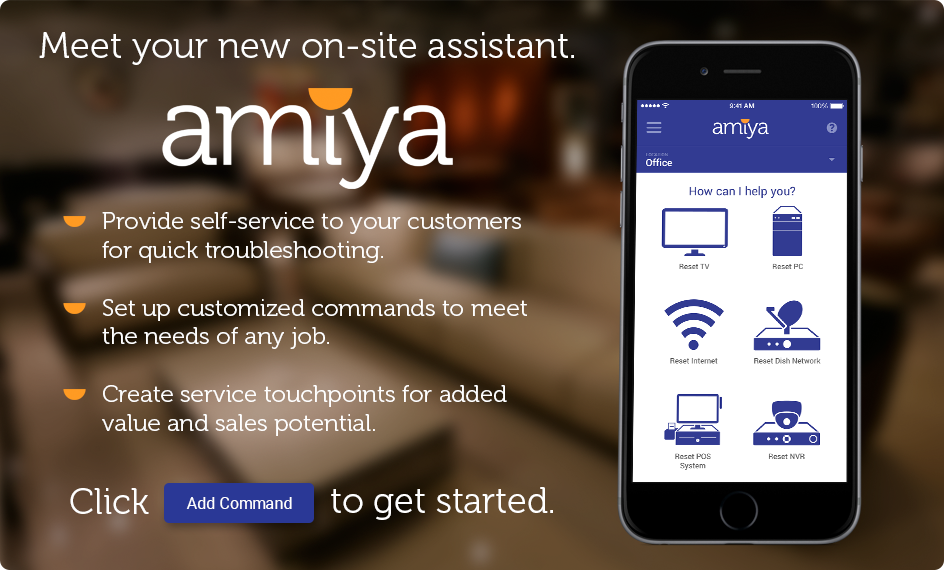 Meet your new on-site assistant.
amiya
Provide self-service to your customers
for quick troubleshooting.
Set up customized commands to meet
the needs of any job.
Create service touchpoints for added
value and sales potential.
Click Add Command to get started.
9:41 AM 100%
amiya ?
LOCATION
Office
How can I help you?
Reset TV Reset PC
Reset Internet Reset Dish Network
Reset POS
System
Reset NVR